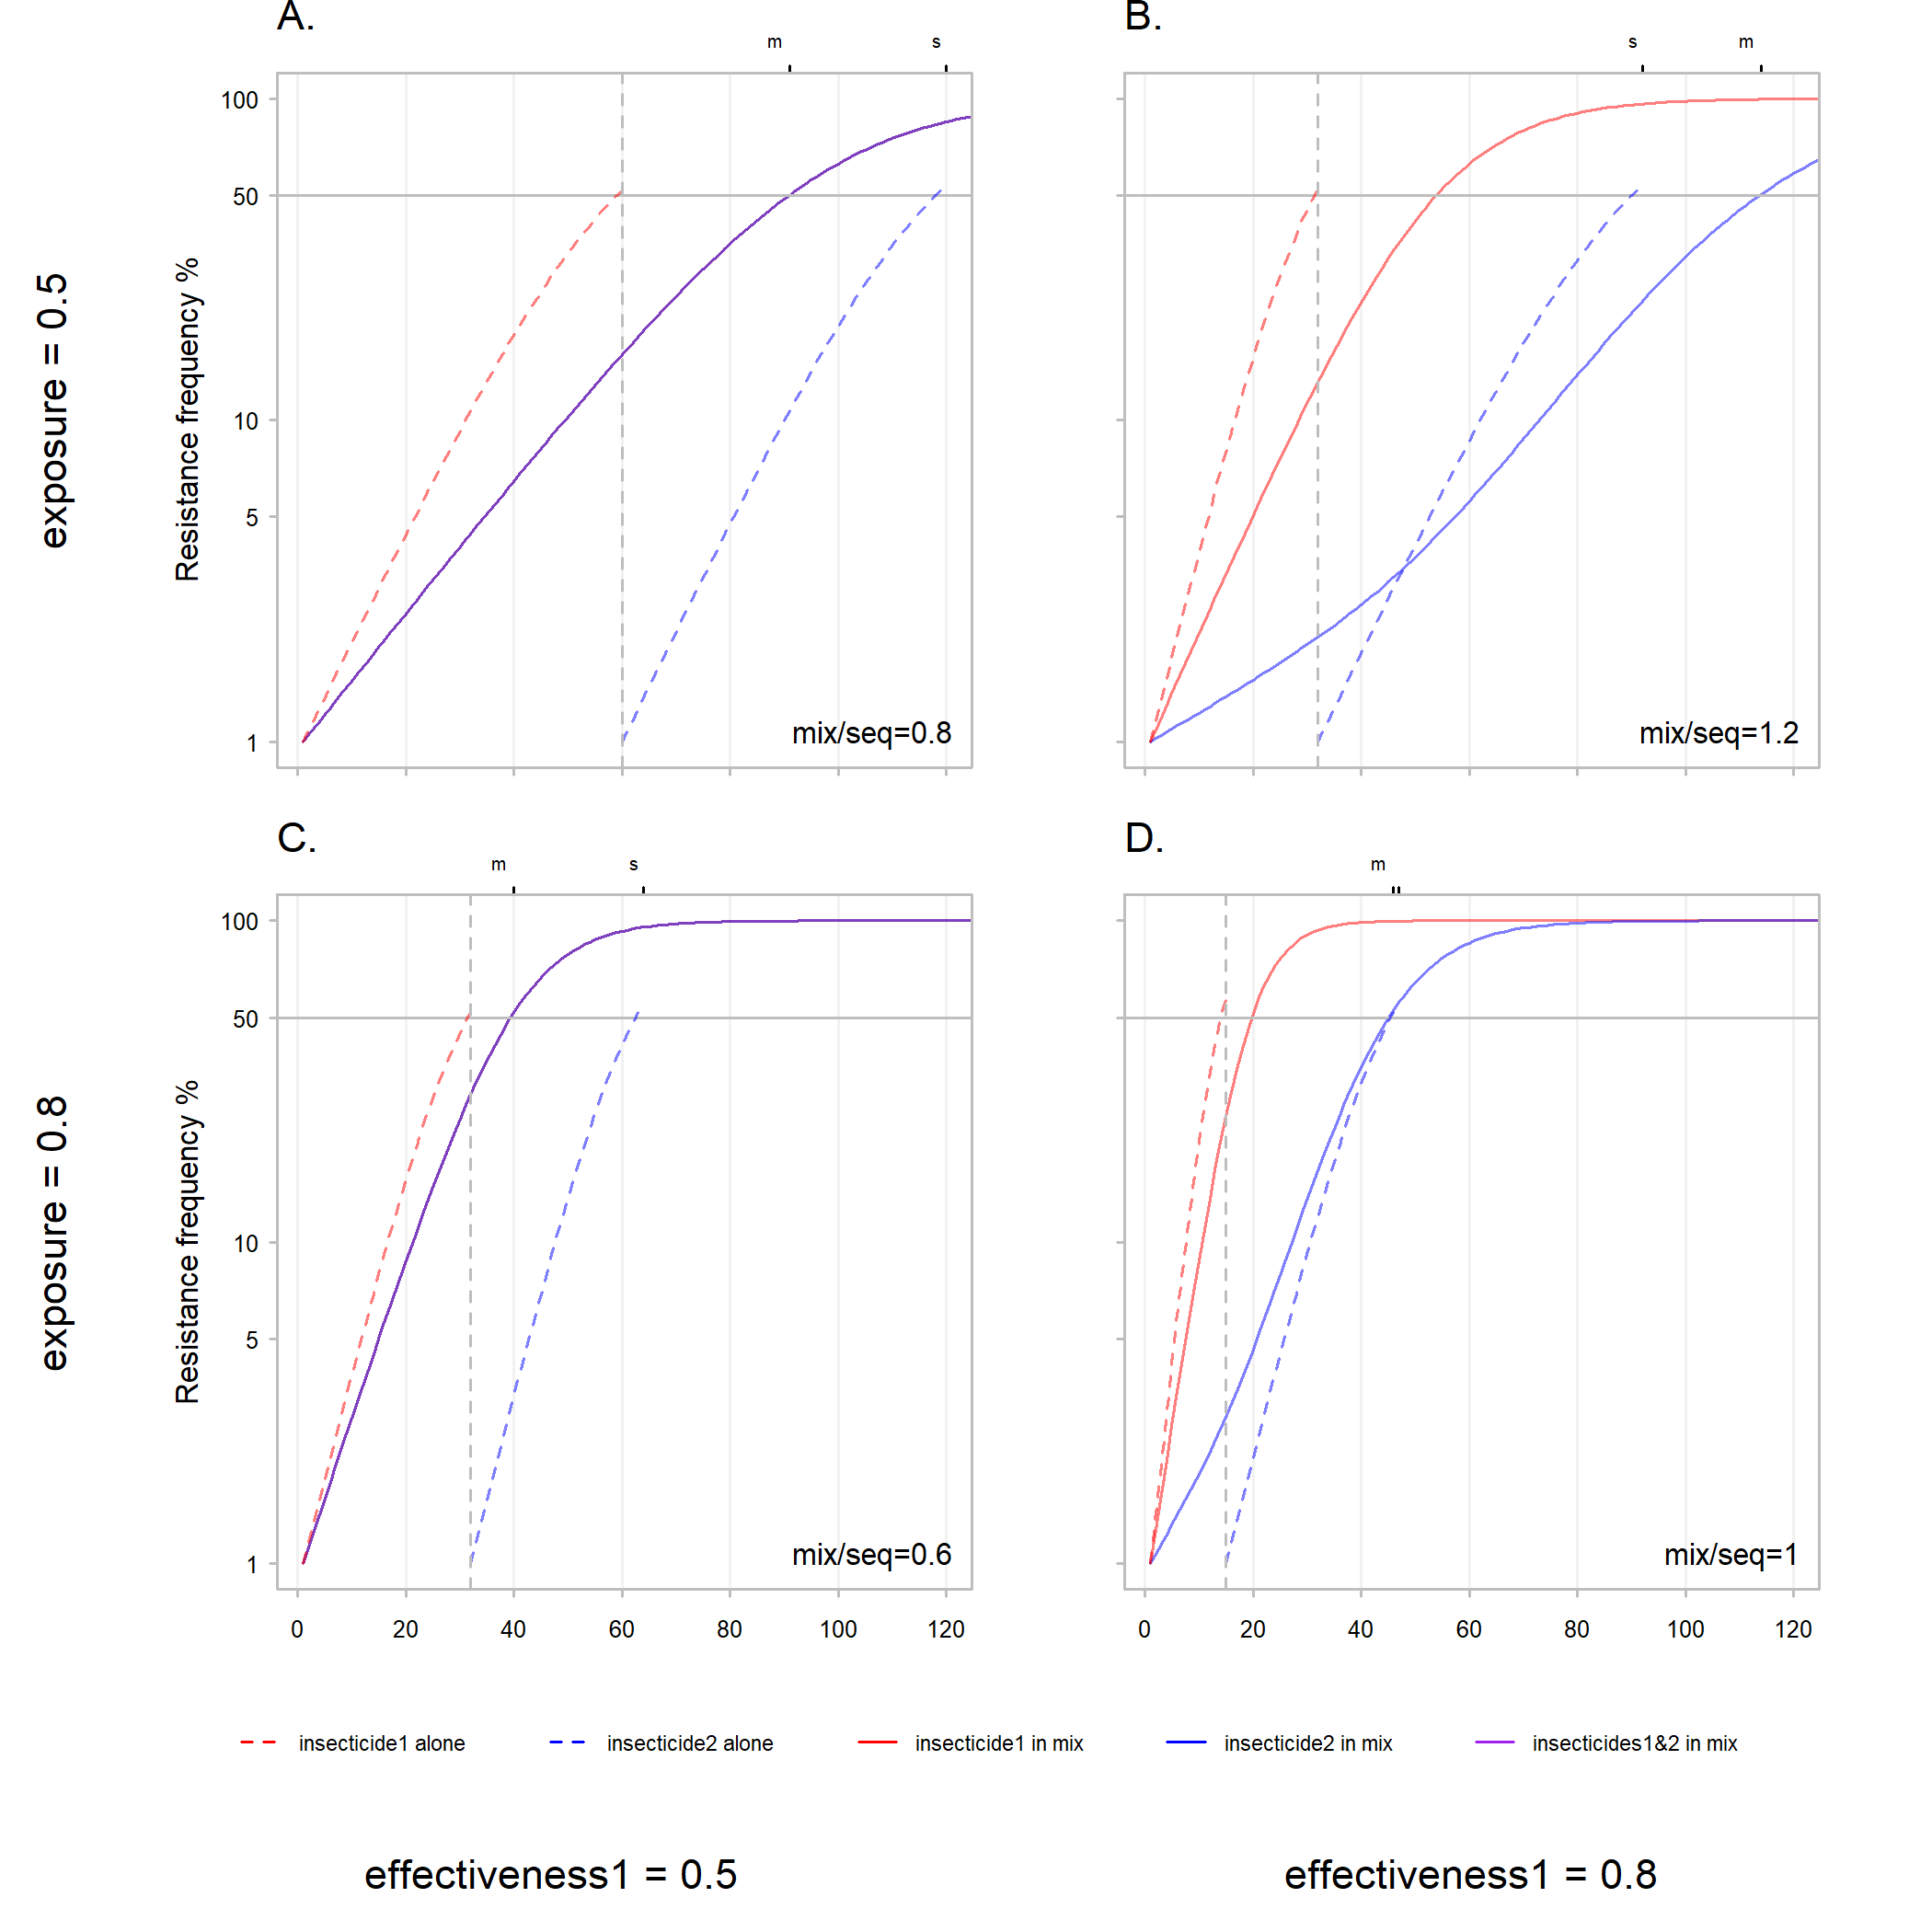 A.
m s
B.
s m
exposure = 0.5
Resistance frequency %
100
50
10
5
1
mix/seq=0.8
mix/seq=1.2
C.
m s
D.
m
exposure = 0.8
Resistance frequency %
100
50
10
5
1
mix/seq=0.6
mix/seq=1
0 20 40 60 80 100 120
0 20 40 60 80 100 120
insecticide1 alone
insecticide2 alone
insecticide1 in mix
insecticide2 in mix
insecticides1&2 in mix
effectiveness1 = 0.5
effectiveness1 = 0.8